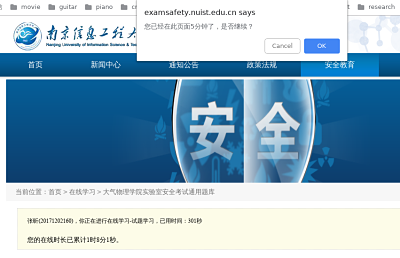 movie guitar piano research
examsafety.nuist.edu.cn says
您已经在此页面5分钟了，是否继续？
Cancel OK
南京信息工程大
Nanjing University of Information Science & Te
首页 新闻中心 通知公告 政策法规 安全教育
安 全
当前位置：首页 > 在线学习 > 大气物理学院实验室安全考试通用题库
你正在进行在线学习-试题学习，已用时间：301秒
您的在线时长已累计1时8分1秒。